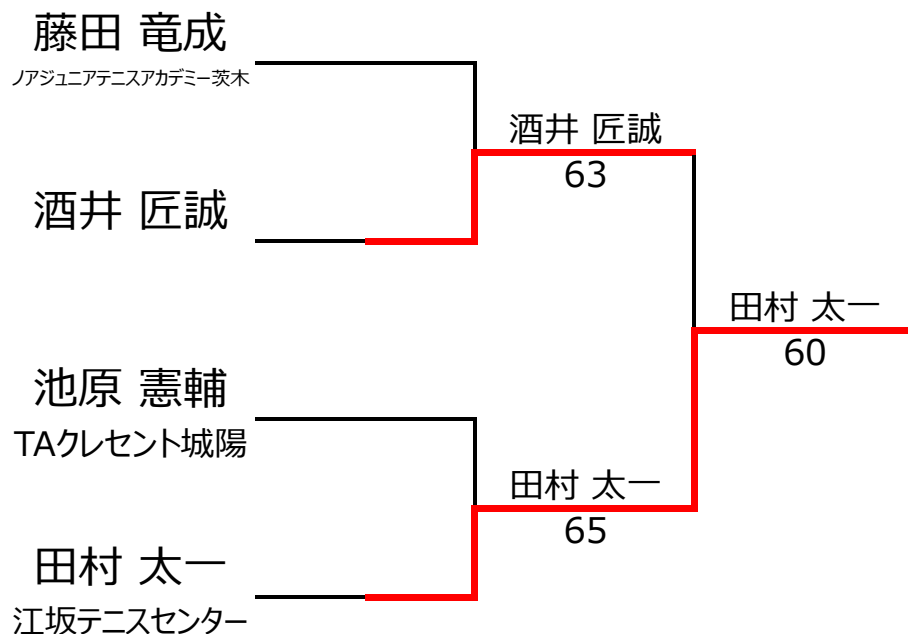 藤田 竜成
ノアジュニアテニスアカデミー茨木
酒井 匠誠
63
酒井 匠誠
田村 太一
60
池原 憲輔
TAクレセント城陽
田村 太一
65
田村 太一
江坂テニスセンター